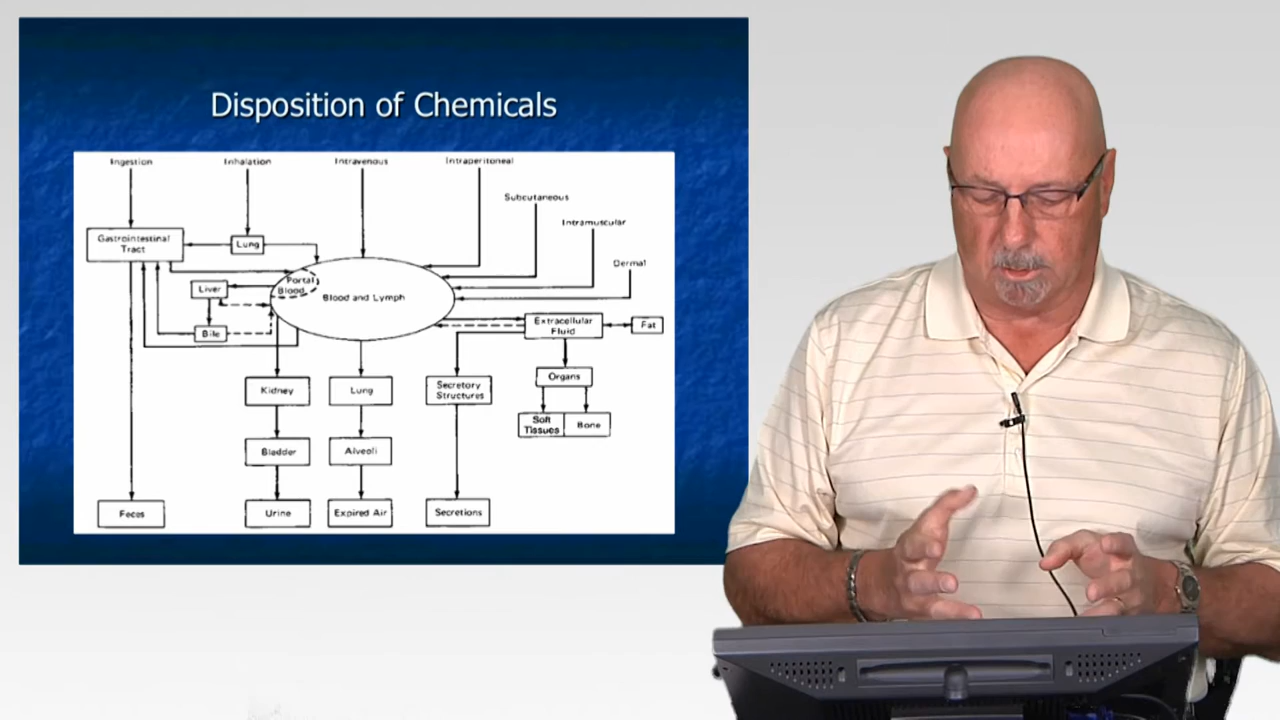 Disposition of Chemicals
Ingestion
Inhalation
Intravenous
Intraperitoneal
Subcutaneous
Intramuscular
Dermal
Gastrointestinal
Tract
Lung
Portal
Blood
Blood and Lymph
Liver
Bile
Extracellular
Fluid
Fat
Kidney
Lung
Secretory
Structures
Organs
Soft
Tissues
Bone
Bladder
Alveoli
Feces
Urine
Expired Air
Secretions